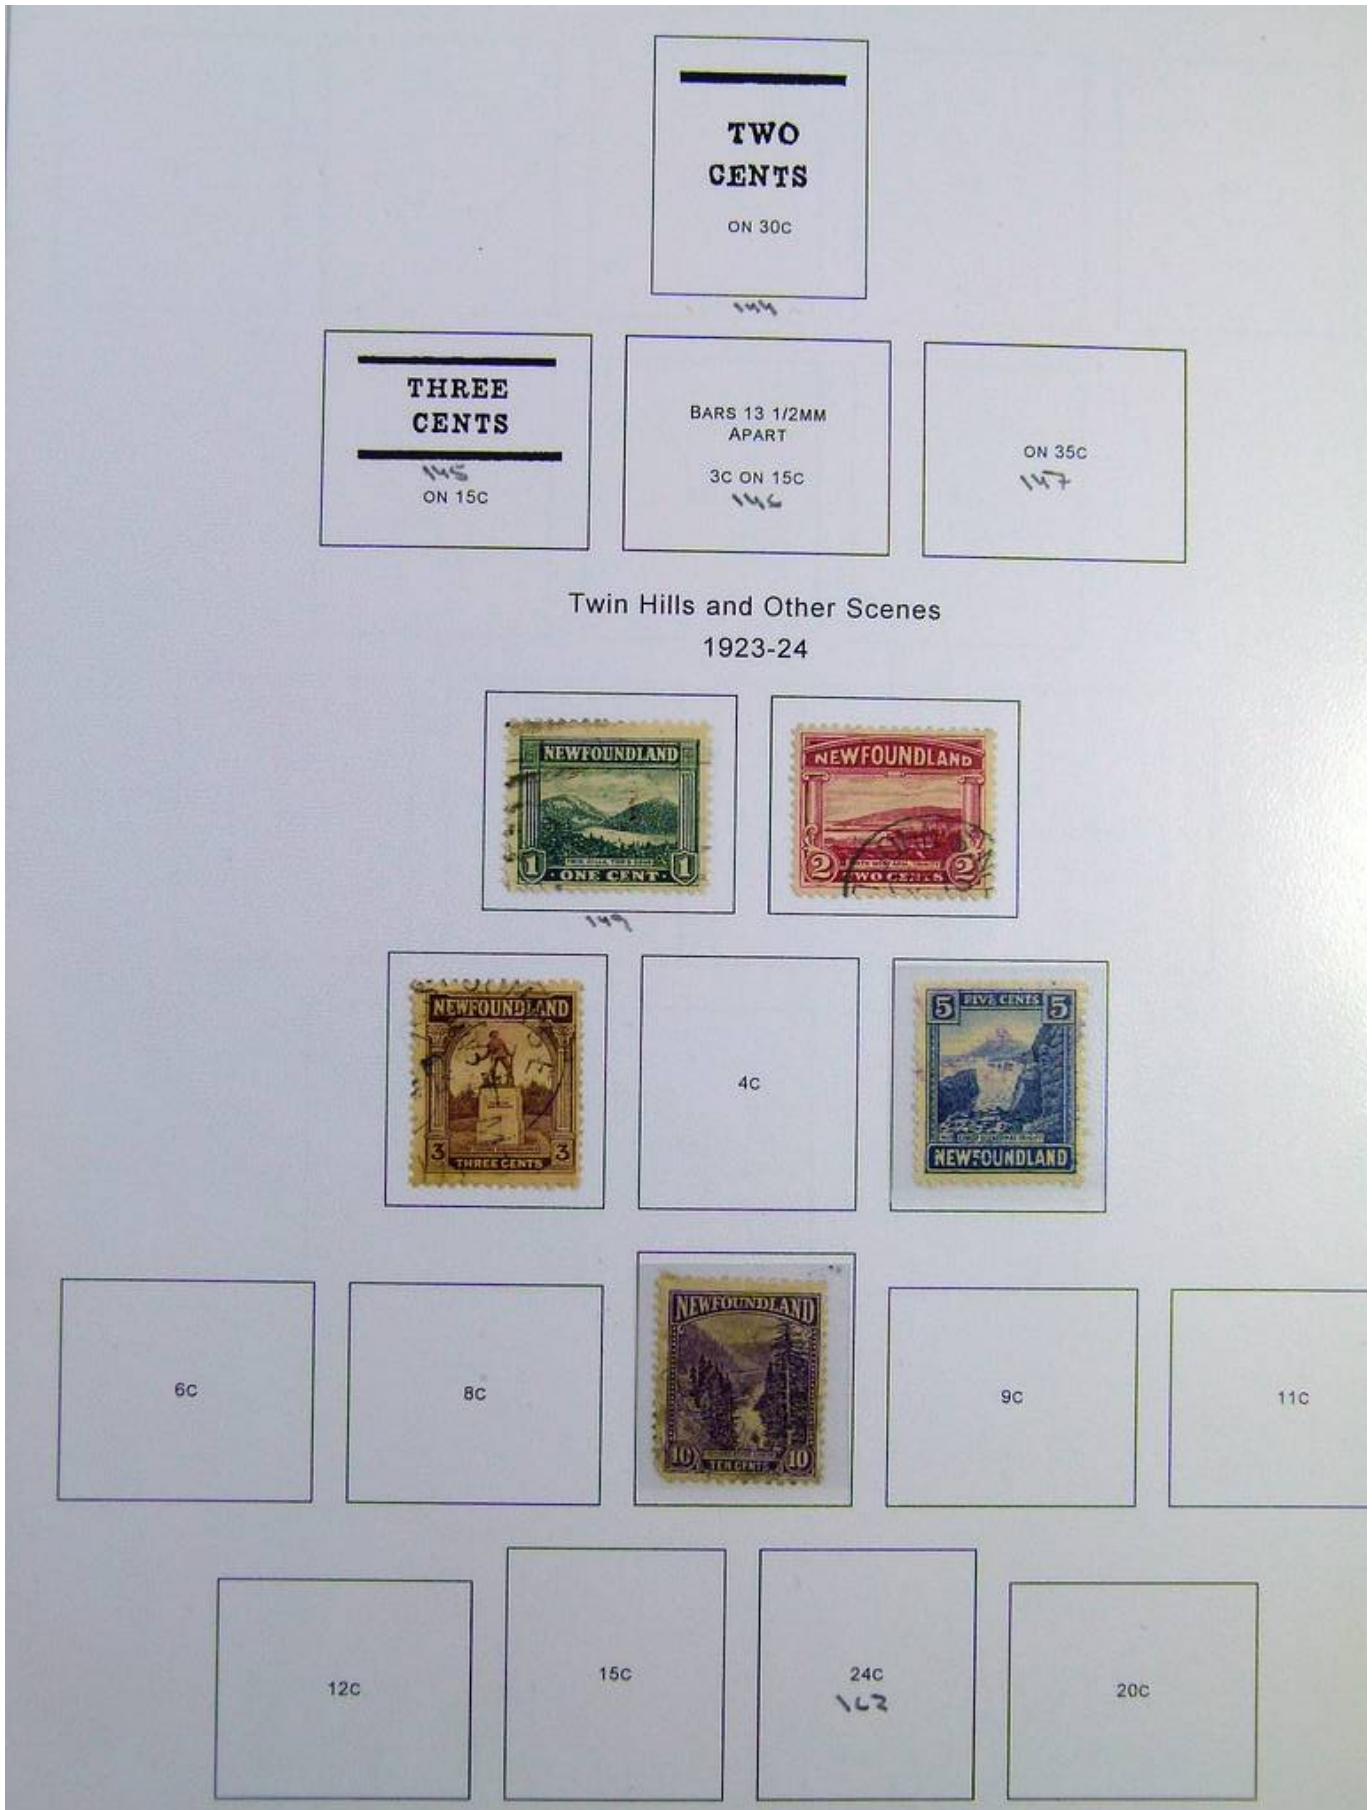 TWO
CENTS
ON 30C
144
THREE
CENTS
145
ON 15C
BARS 13 1/2MM
APART
3C ON 15C
146
ON 35C
147
Twin Hills and Other Scenes
1923-24
NEWFOUNDLAND
1 1
ONE CENT
NEWFOUNDLAND
2 2
TWO CENTS
149
NEWFOUNDLAND
3 3
THREE CENTS
4C
5 FIVE CENTS 5
NEWFOUNDLAND
6C
8C
NEWFOUNDLAND
10 10
TEN CENTS
9C
11C
12C
15C
24C
163
20C